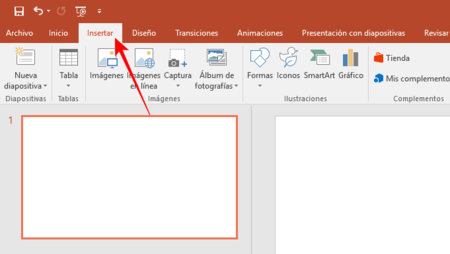 Archivo Inicio Insertar Diseño Transiciones Animaciones Presentación con diapositivas Revisar
Nueva
diapositiva
Tabla
Imágenes
Imágenes
en línea
Captura
Álbum de
fotografías
Formas
Iconos
SmartArt
Gráfico
Tienda
Mis complemento
Diapositivas Tablas Imágenes Ilustraciones Complementos
1